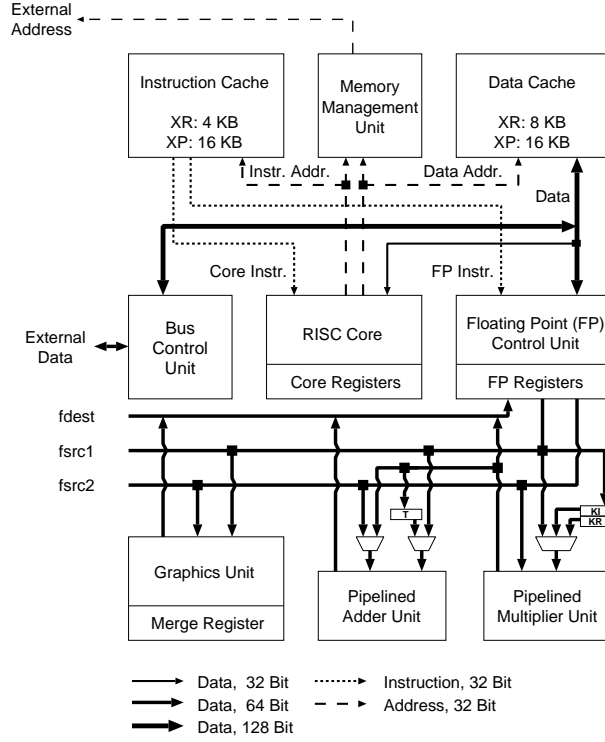 External
Address
Instruction Cache
XR: 4 KB
XP: 16 KB
Memory
Management
Unit
Data Cache
XR: 8 KB
XP: 16 KB
Instr. Addr.
Data Addr.
Data
Core Instr.
FP Instr.
External
Data
Bus
Control
Unit
RISC Core
Core Registers
Floating Point (FP)
Control Unit
FP Registers
fdest
fsrc1
fsrc2
T
KI
KR
Graphics Unit
Merge Register
Pipelined
Adder Unit
Pipelined
Multiplier Unit
Data, 32 Bit
Instruction, 32 Bit
Data, 64 Bit
Address, 32 Bit
Data, 128 Bit